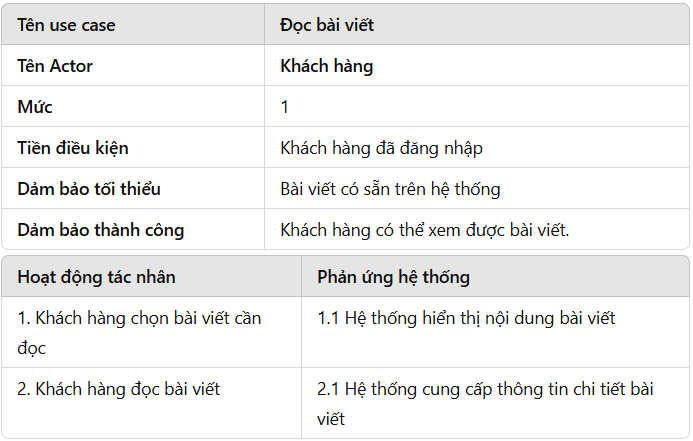 Tên use case Đọc bài viết
Tên Actor Khách hàng
Mức 1
Tiền điều kiện Khách hàng đã đăng nhập
Dảm bảo tối thiểu Bài viết có sẵn trên hệ thống
Dảm bảo thành công Khách hàng có thể xem được bài viết.
Hoạt động tác nhân Phản ứng hệ thống
1. Khách hàng chọn bài viết cần 1.1 Hệ thống hiển thị nội dung bài viết
đọc
2. Khách hàng đọc bài viết 2.1 Hệ thống cung cấp thông tin chi tiết bài
viết